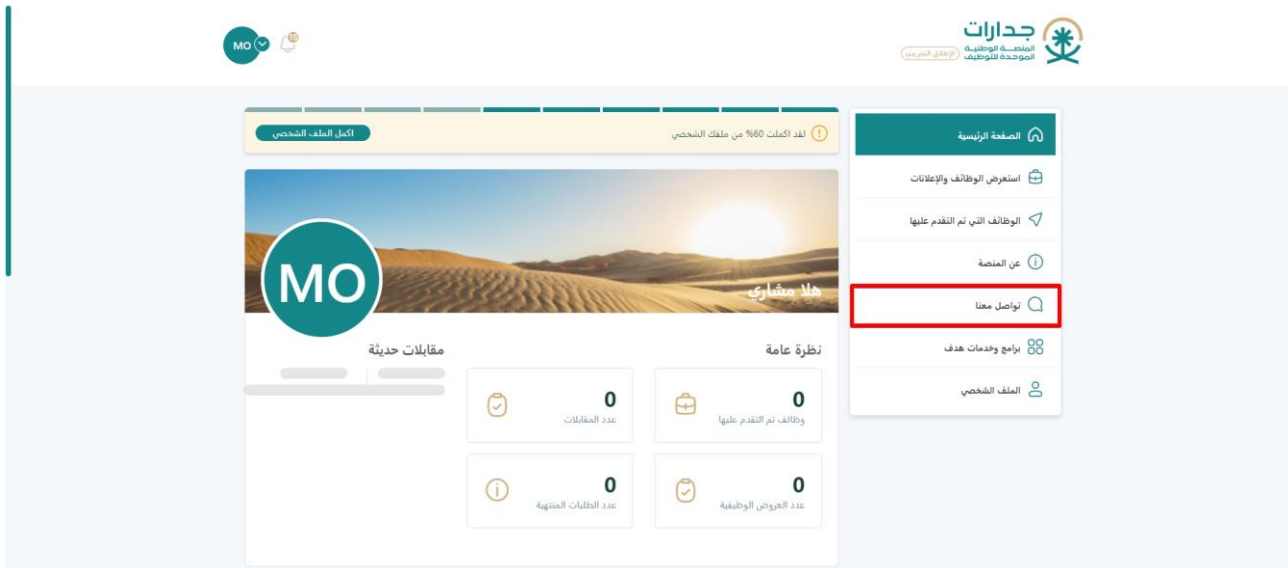 جدارات
المنصة الوطنية
الموحدة للتوظيف
(الإطلاق التجريبي)
MO
الصفحة الرئيسية
استعرض الوظائف والإعلانات
الوظائف التي تم التقدم عليها
عن المنصة
تواصل معنا
برامج وخدمات هدف
الملف الشخصي
لقد اكملت 60% من ملفك الشخصي
اكمل الملف الشخصي
MO
هلا مشاري
نظرة عامة
0
وظائف تم التقدم عليها
0
عدد المقابلات
0
عدد العروض الوظيفية
0
عدد الطلبات المنتهية
مقابلات حديثة